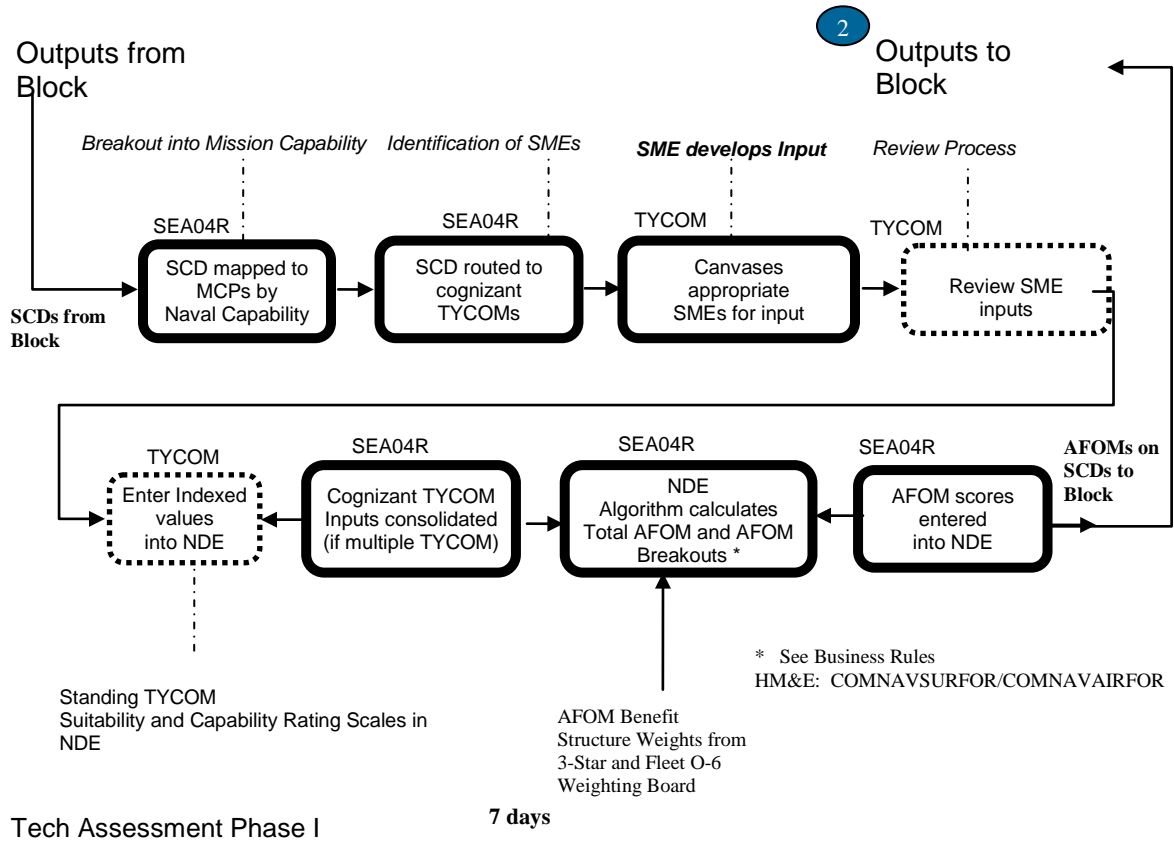 2
Outputs from
Block
Outputs to
Block
Breakout into Mission Capability
Identification of SMEs
SME develops Input
Review Process
SEA04R
SCD mapped to
MCPs by
Naval Capability
SEA04R
SCD routed to
cognizant
TYCOMs
TYCOM
Canvases
appropriate
SMEs for input
TYCOM
Review SME
inputs
SCDs from
Block
TYCOM
Enter Indexed
values
into NDE
SEA04R
Cognizant TYCOM
Inputs consolidated
(if multiple TYCOM)
SEA04R
NDE
Algorithm calculates
Total AFOM and AFOM
Breakouts *
SEA04R
AFOM scores
entered
into NDE
AFOMs on
SCDs to
Block
* See Business Rules
HM&E: COMNAVSURFOR/COMNAVAIRFOR
Standing TYCOM
Suitability and Capability Rating Scales in
NDE
AFOM Benefit
Structure Weights from
3-Star and Fleet O-6
Weighting Board
7 days
Tech Assessment Phase I